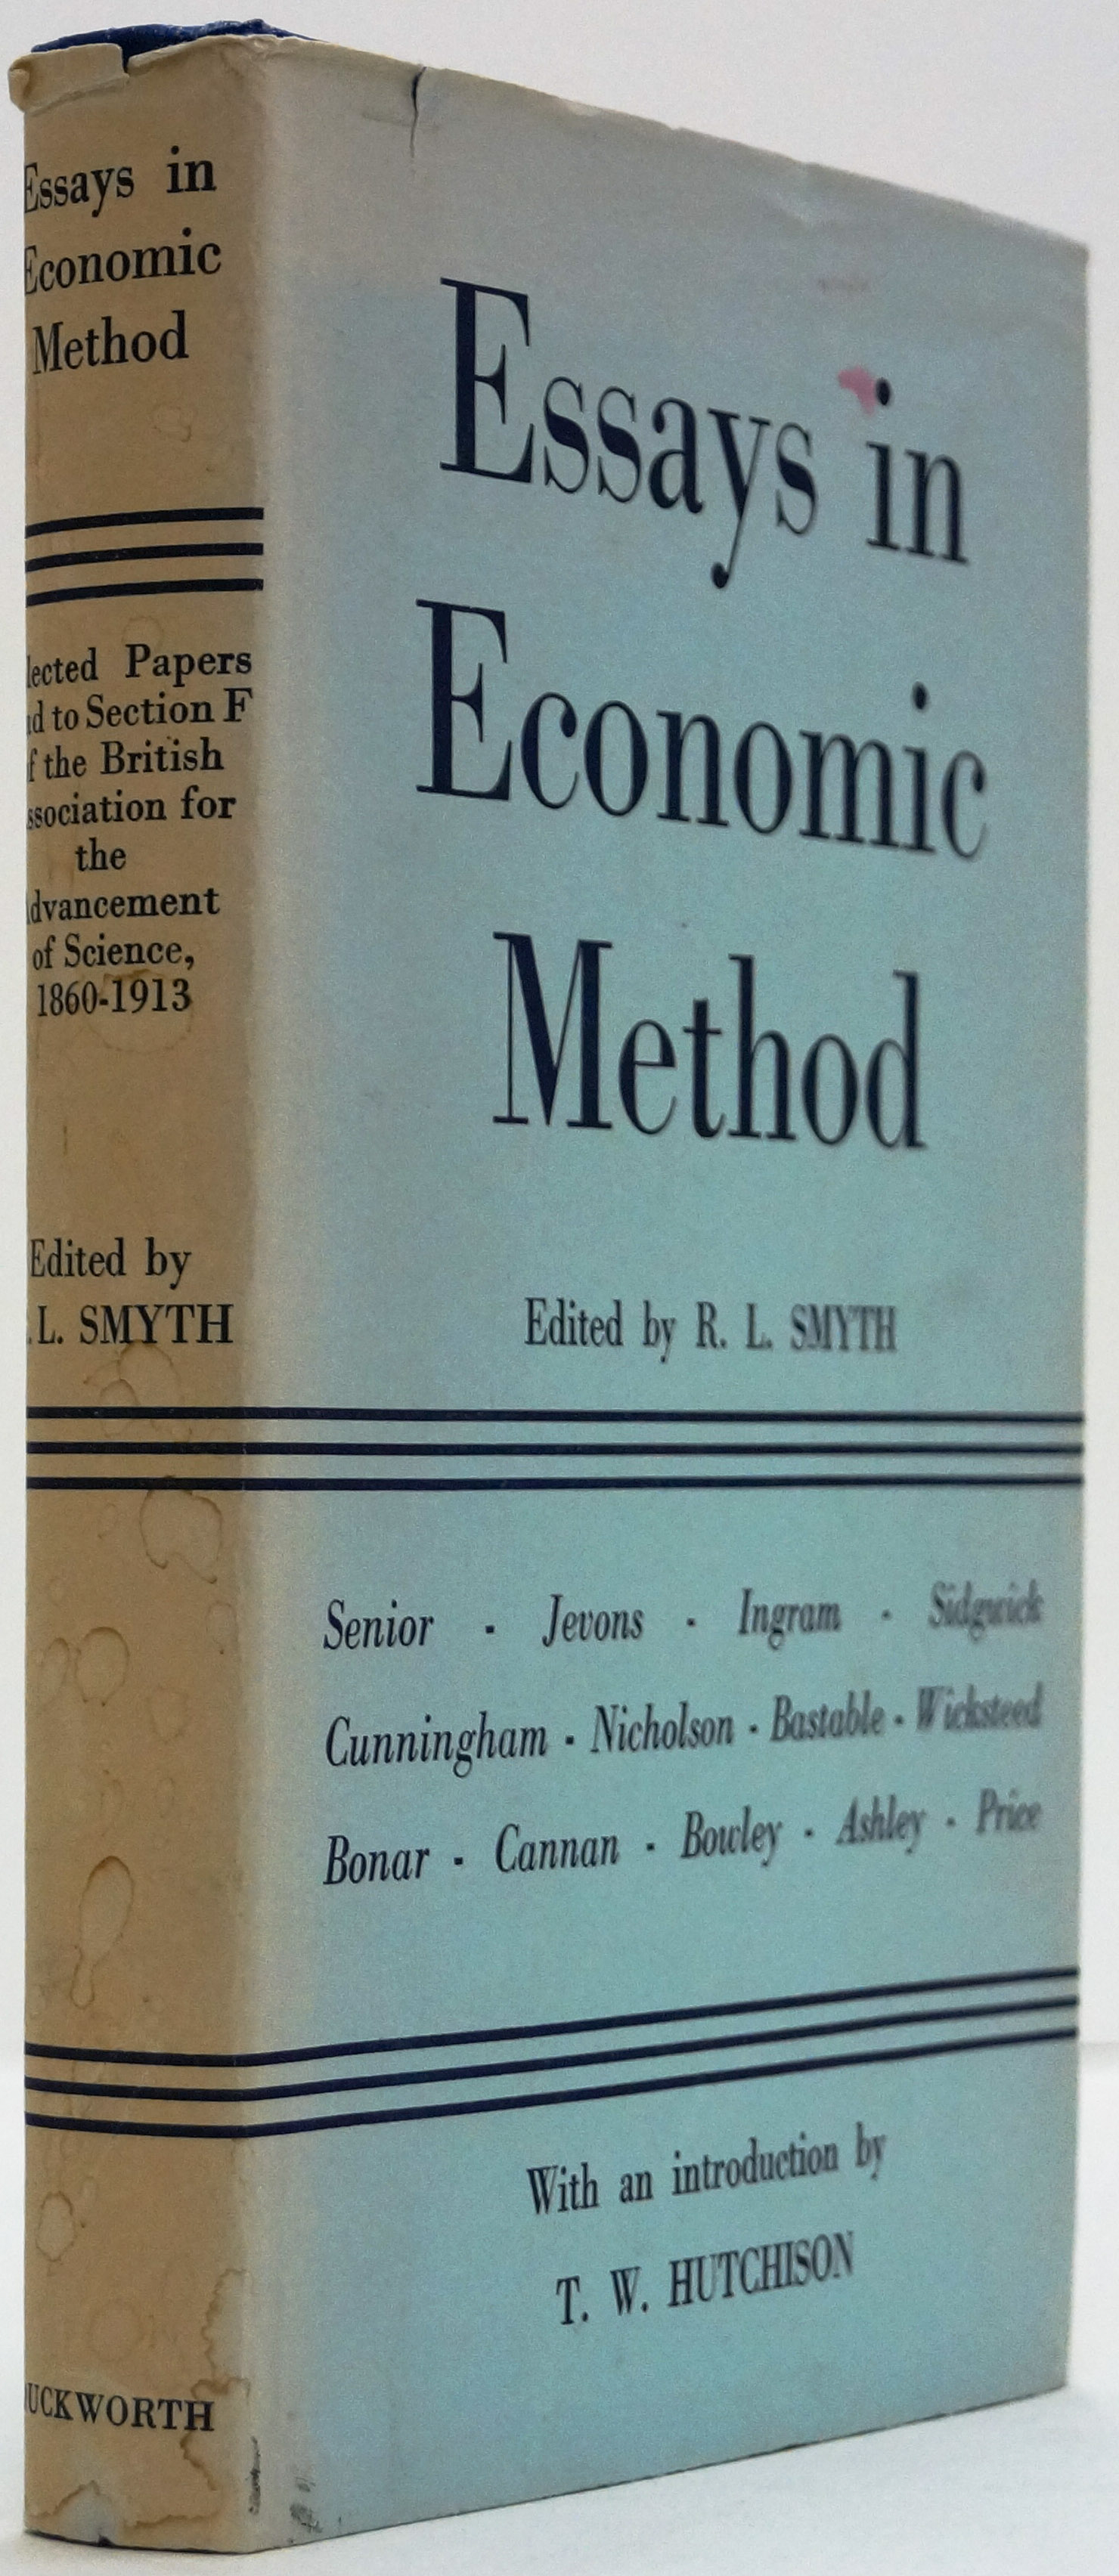 Essays in
Economic
Method
lected Papers
d to Section F
f the British
ssociation for
the
dvancement
of Science,
1860-1913
Edited by
.L. SMYTH
UCKWORTH
Essays in
Economic
Method
Edited by R. L. SMYTH
Senior - Jevons - Ingram - Sidgwick
Cunningham - Nicholson - Bastable - Wicksteed
Bonar - Cannan - Bowley - Ashley - Price
With an introduction by
T. W. HUTCHISON